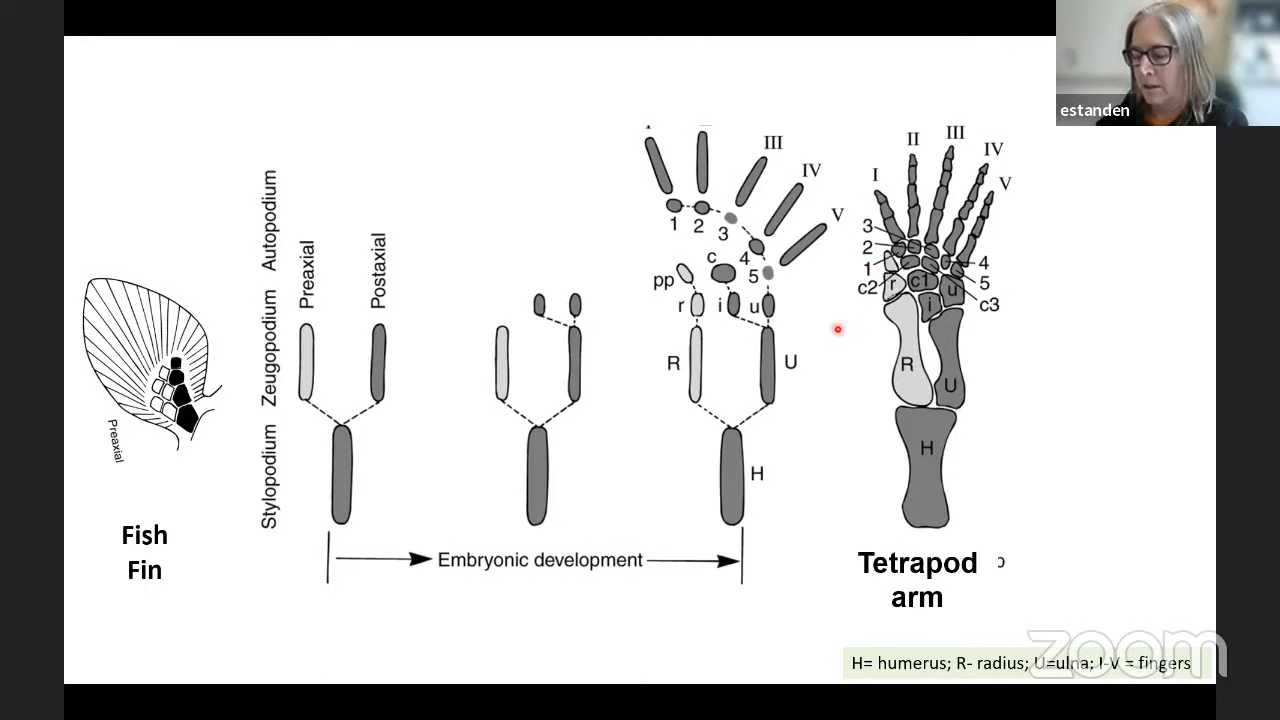 estanden
Preaxial
Fish
Fin
Stylopodium Zeugopodium Autopodium
Preaxial
Postaxial
III
IV
V
1
2
3
4
5
c
pp
r
i
u
R
U
H
Embryonic development
I
II
III
IV
V
3
2
1
c2
r
c1
u
i
4
5
c3
R
U
H
Tetrapod
arm
zoom
H= humerus; R- radius; U=ulna; I-V = fingers